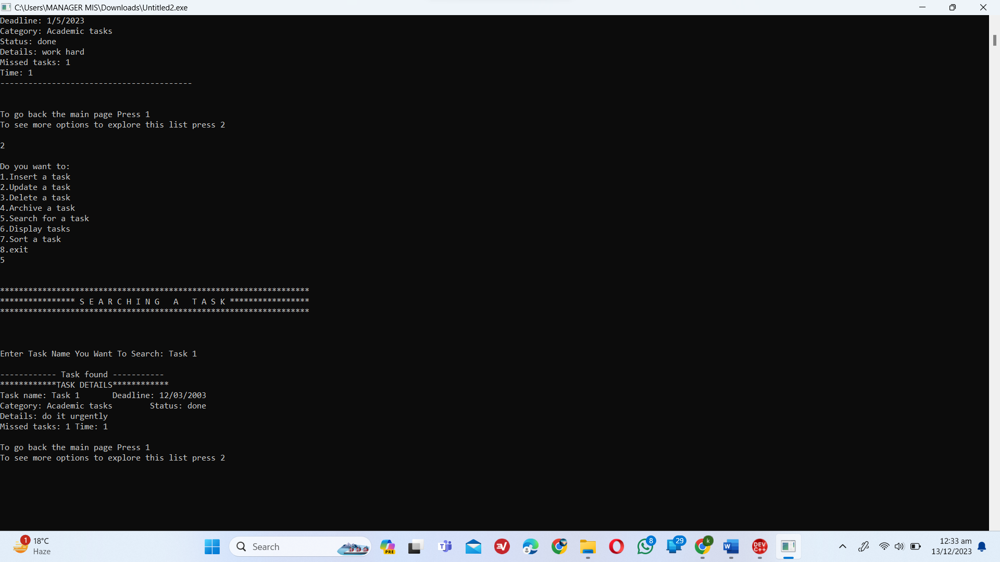 C:\Users\MANAGER MIS\Downloads\Untitled2.exe
Deadline: 1/5/2023
Category: Academic tasks
Status: done
Details: work hard
Missed tasks: 1
Time: 1
-----------------------------------------
To go back the main page Press 1
To see more options to explore this list press 2
2
Do you want to:
1.Insert a task
2.Update a task
3.Delete a task
4.Archive a task
5.Search for a task
6.Display tasks
7.Sort a task
8.exit
5
******************************************************************
**************** S E A R C H I N G   A   T A S K *****************
******************************************************************
Enter Task Name You Want To Search: Task 1
------------ Task found -----------
************TASK DETAILS************
Task name: Task 1       Deadline: 12/03/2003
Category: Academic tasks        Status: done
Details: do it urgently
Missed tasks: 1 Time: 1
To go back the main page Press 1
To see more options to explore this list press 2
1
18°C
Haze
Search
PRE
8
29
k
W
DEV
C++
12:33 am
13/12/2023